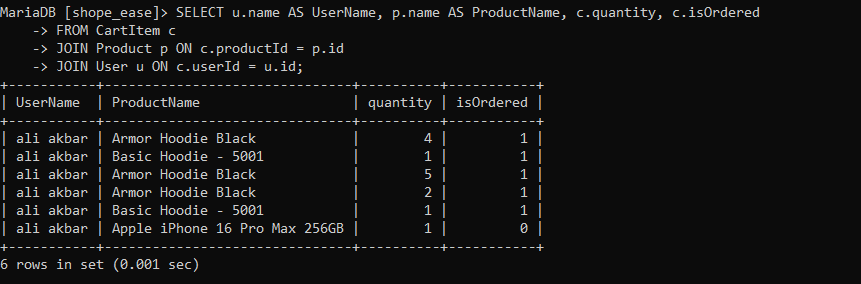 MariaDB [shope_ease]> SELECT u.name AS UserName, p.name AS ProductName, c.quantity, c.isOrdered
    -> FROM CartItem c
    -> JOIN Product p ON c.productId = p.id
    -> JOIN User u ON c.userId = u.id;
+-----------+------------------------------+----------+-----------+
| UserName  | ProductName                  | quantity | isOrdered |
+-----------+------------------------------+----------+-----------+
| ali akbar | Armor Hoodie Black           |        4 |         1 |
| ali akbar | Basic Hoodie - 5001          |        1 |         1 |
| ali akbar | Armor Hoodie Black           |        5 |         1 |
| ali akbar | Armor Hoodie Black           |        2 |         1 |
| ali akbar | Basic Hoodie - 5001          |        1 |         1 |
| ali akbar | Apple iPhone 16 Pro Max 256GB |        1 |         0 |
+-----------+------------------------------+----------+-----------+
6 rows in set (0.001 sec)